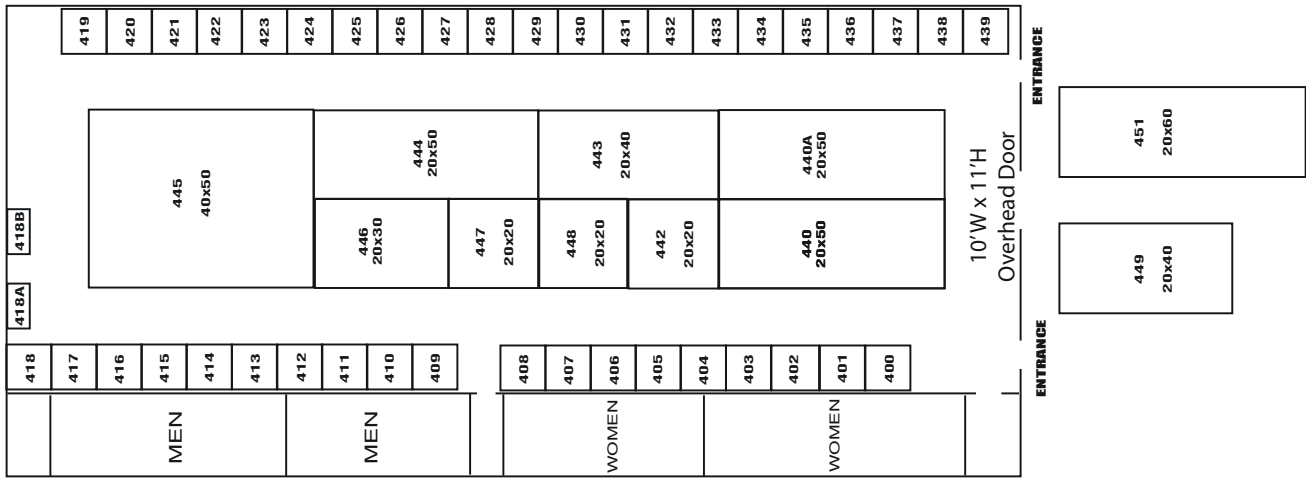 419
420
421
422
423
424
425
426
427
428
429
430
431
432
433
434
435
436
437
438
439
ENTRANCE
445
40x50
444
20x50
443
20x40
440A
20x50
451
20x60
418B
418A
446
20x30
447
20x20
448
20x20
442
20x20
440
20x50
10'W x 11'H
Overhead Door
449
20x40
418
417
416
415
414
413
412
411
410
409
408
407
406
405
404
403
402
401
400
ENTRANCE
MEN
MEN
WOMEN
WOMEN